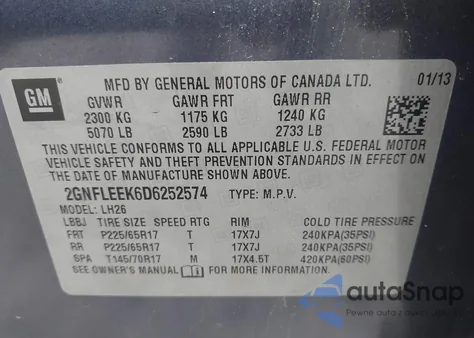 GM
MFD BY GENERAL MOTORS OF CANADA LTD. 01/13
GVWR GAWR FRT GAWR RR
2300 KG 1175 KG 1240 KG
5070 LB 2590 LB 2733 LB
THIS VEHICLE CONFORMS TO ALL APPLICABLE U.S. FEDERAL MOTOR
VEHICLE SAFETY AND THEFT PREVENTION STANDARDS IN EFFECT ON THE
DATE OF MANUFACTURE SHOWN ABOVE.
2GNFLEEK6D6252574 TYPE: M.P.V.
MODEL: LH26
LBBJ TIRE SIZE SPEED RTG RIM COLD TIRE PRESSURE
FRT P225/65R17 T 17X7J 240KPA(35PSI)
RR P225/65R17 T 17X7J 240KPA(35PSI)
SPA T145/70R17 M 17X4.5T 420KPA(60PSI)
SEE OWNER'S MANUAL FOR MORE INFORMATION
autoSnap
Pewne auta z